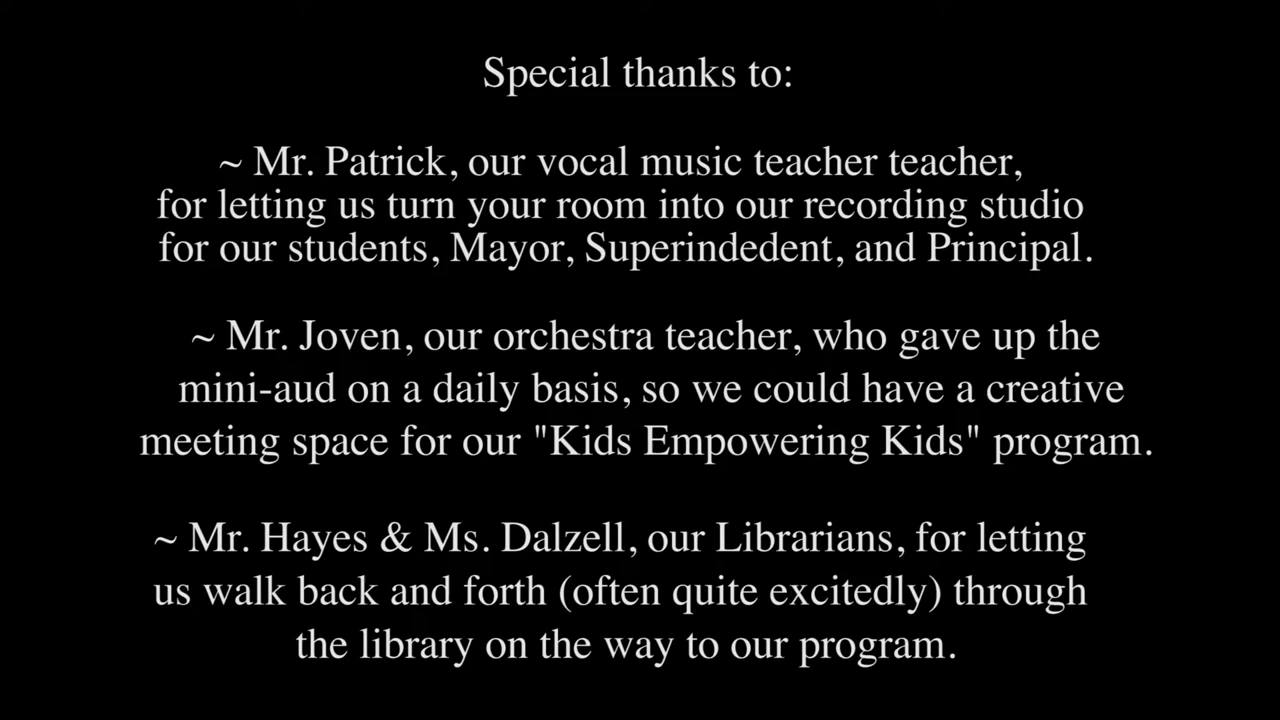 Special thanks to:
~ Mr. Patrick, our vocal music teacher teacher,
for letting us turn your room into our recording studio
for our students, Mayor, Superindedent, and Principal.
~ Mr. Joven, our orchestra teacher, who gave up the
mini-aud on a daily basis, so we could have a creative
meeting space for our "Kids Empowering Kids" program.
~ Mr. Hayes & Ms. Dalzell, our Librarians, for letting
us walk back and forth (often quite excitedly) through
the library on the way to our program.